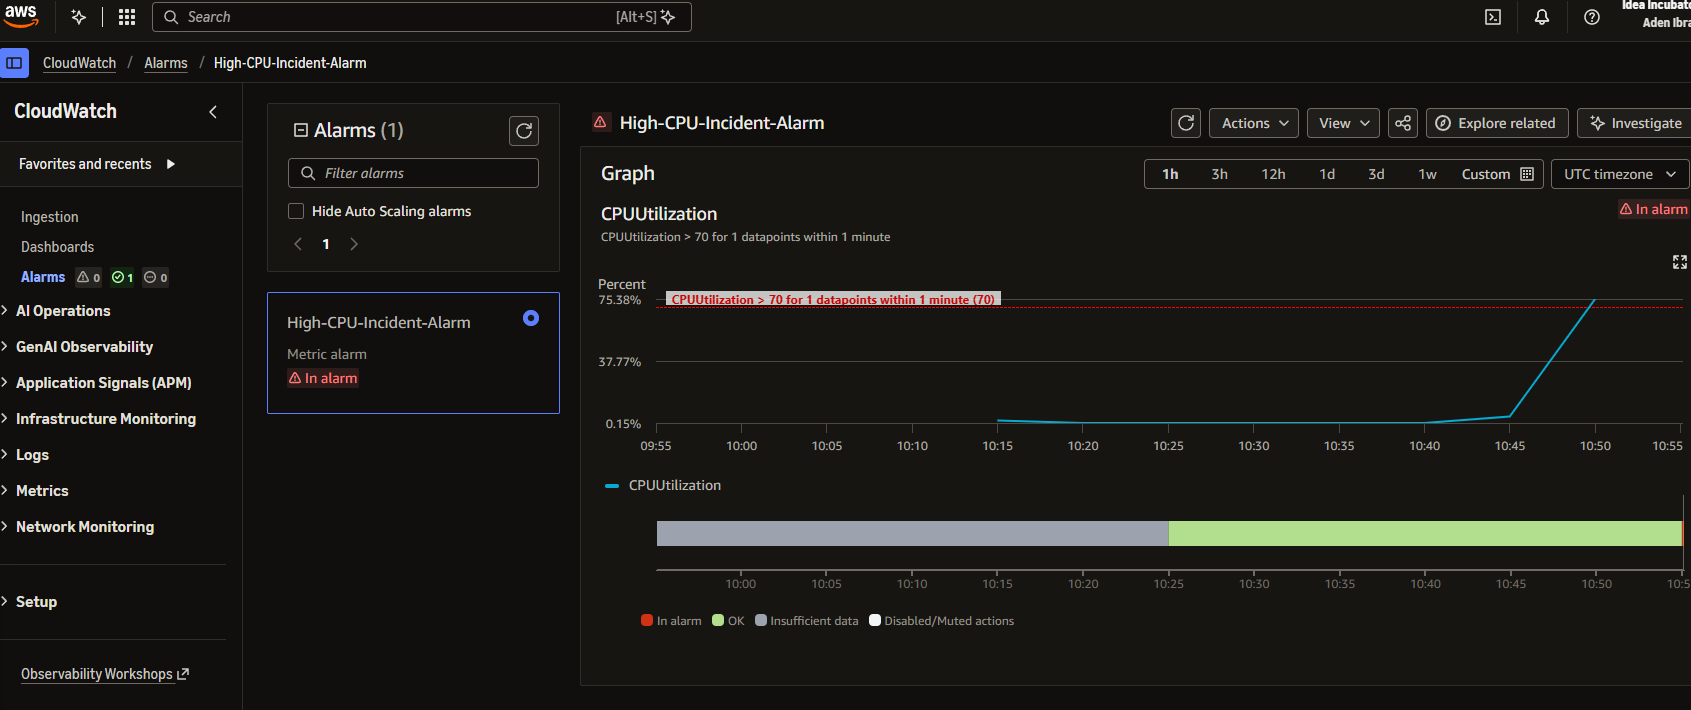 aws
Search
[Alt+S]
Idea Incubato
Aden Ibra
CloudWatch / Alarms / High-CPU-Incident-Alarm
CloudWatch
Favorites and recents
Ingestion
Dashboards
Alarms 0 1 0
AI Operations
GenAI Observability
Application Signals (APM)
Infrastructure Monitoring
Logs
Metrics
Network Monitoring
Setup
Observability Workshops
Alarms (1)
Filter alarms
Hide Auto Scaling alarms
1
High-CPU-Incident-Alarm
Metric alarm
In alarm
High-CPU-Incident-Alarm
Actions
View
Explore related
Investigate
Graph
1h 3h 12h 1d 3d 1w Custom
UTC timezone
CPUUtilization
In alarm
CPUUtilization > 70 for 1 datapoints within 1 minute
Percent
75.38%
CPUUtilization > 70 for 1 datapoints within 1 minute (70)
37.77%
0.15%
09:55 10:00 10:05 10:10 10:15 10:20 10:25 10:30 10:35 10:40 10:45 10:50 10:55
CPUUtilization
10:00 10:05 10:10 10:15 10:20 10:25 10:30 10:35 10:40 10:45 10:50 10:5
In alarm OK Insufficient data Disabled/Muted actions